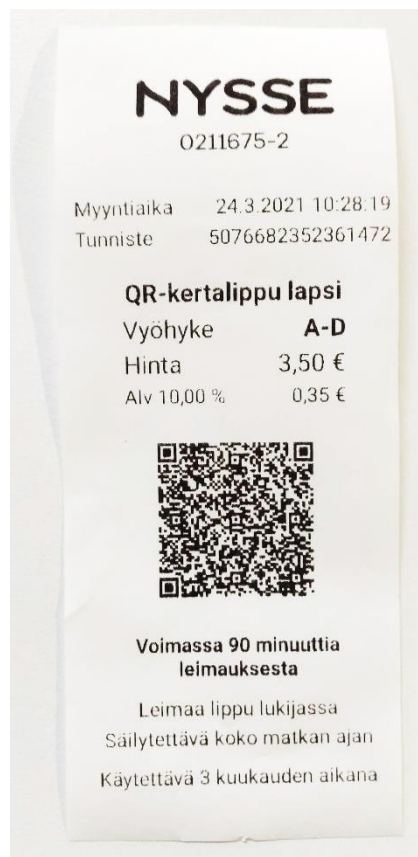 NYSSE
0211675-2
Myyntiaika 24.3.2021 10:28:19
Tunniste 5076682352361472
QR-kertalippu lapsi
Vyöhyke A-D
Hinta 3,50 €
Alv 10,00 % 0,35 €
Voimassa 90 minuuttia
leimauksesta
Leimaa lippu lukijassa
Säilytettävä koko matkan ajan
Käytettävä 3 kuukauden aikana